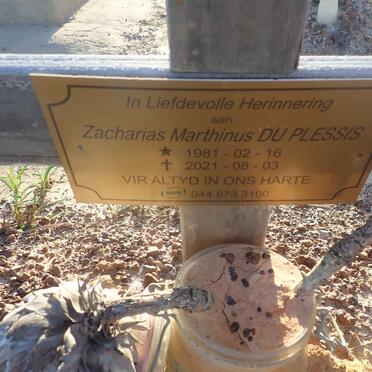 In Liefdevolle Herinnering
aan
Zacharias Marthinus DU PLESSIS
★ 1981 - 02 - 16
✝ 2021 - 08 - 03
VIR ALTYD IN ONS HARTE
044 873 3100